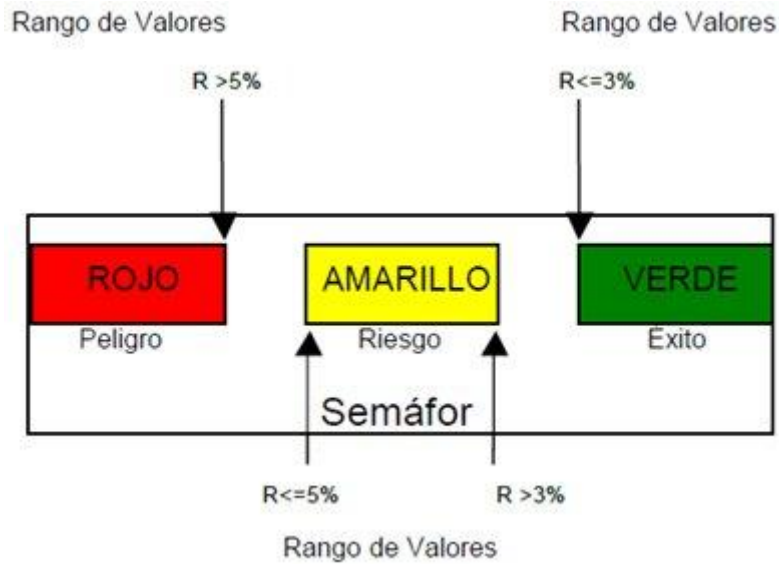 Rango de Valores Rango de Valores
R >5% R<=3%
ROJO AMARILLO VERDE
Peligro Riesgo Éxito
Semáfor
R<=5% R >3%
Rango de Valores